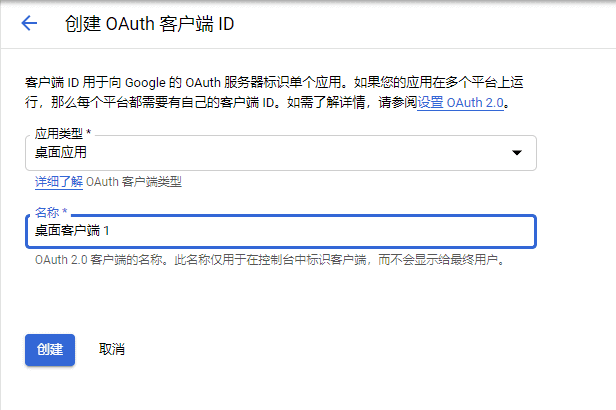 创建 OAuth 客户端 ID
客户端 ID 用于向 Google 的 OAuth 服务器标识单个应用。如果您的应用在多个平台上运
行，那么每个平台都需要有自己的客户端 ID。如需了解详情，请参阅设置 OAuth 2.0。
应用类型 *
桌面应用
详细了解 OAuth 客户端类型
名称 *
桌面客户端 1
OAuth 2.0 客户端的名称。此名称仅用于在控制台中标识客户端，而不会显示给最终用户。
创建 取消